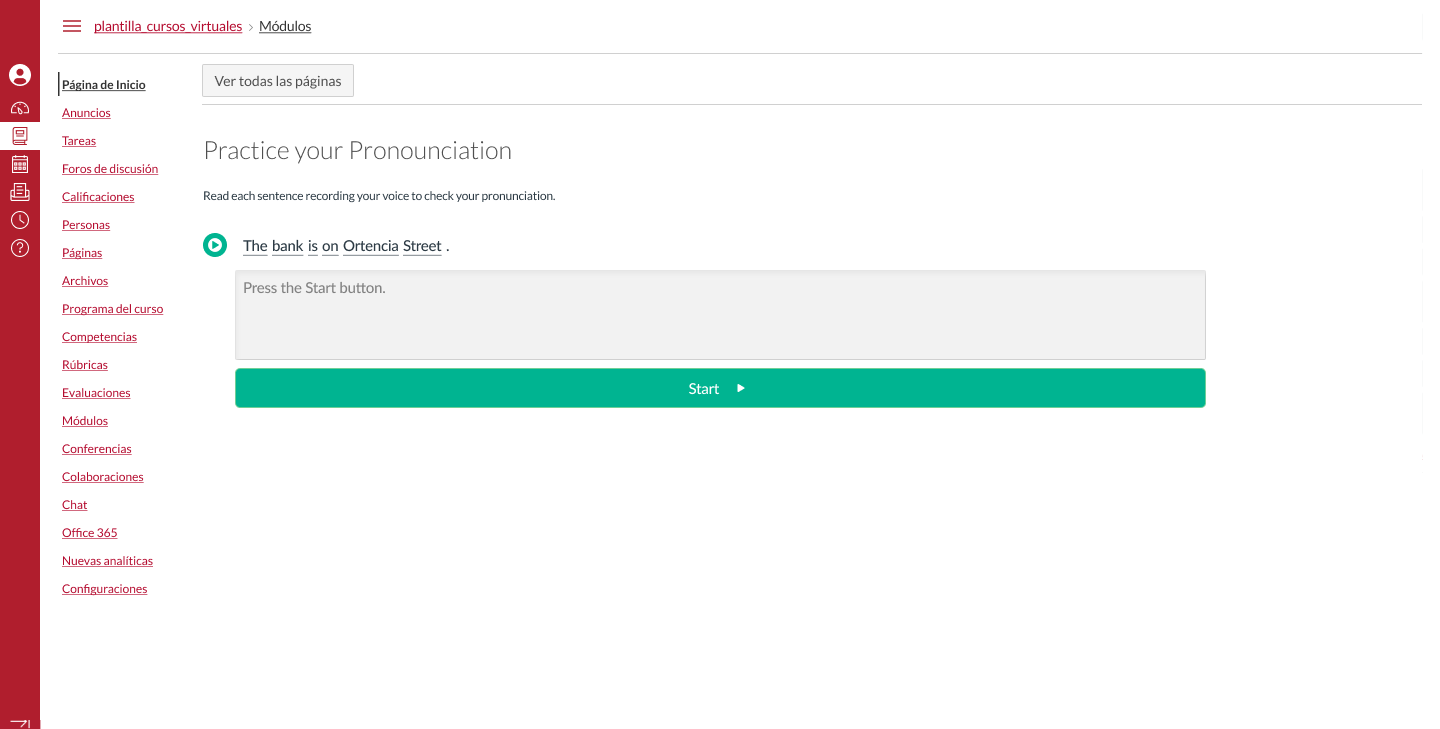 plantilla_cursos_virtuales › Módulos
Ver todas las páginas
Página de Inicio
Anuncios
Tareas
Foros de discusión
Calificaciones
Personas
Páginas
Archivos
Programa del curso
Competencias
Rúbricas
Evaluaciones
Módulos
Conferencias
Colaboraciones
Chat
Office 365
Nuevas analíticas
Configuraciones
Practice your Pronounciation
Read each sentence recording your voice to check your pronunciation.
The bank is on Ortencia Street .
Press the Start button.
Start